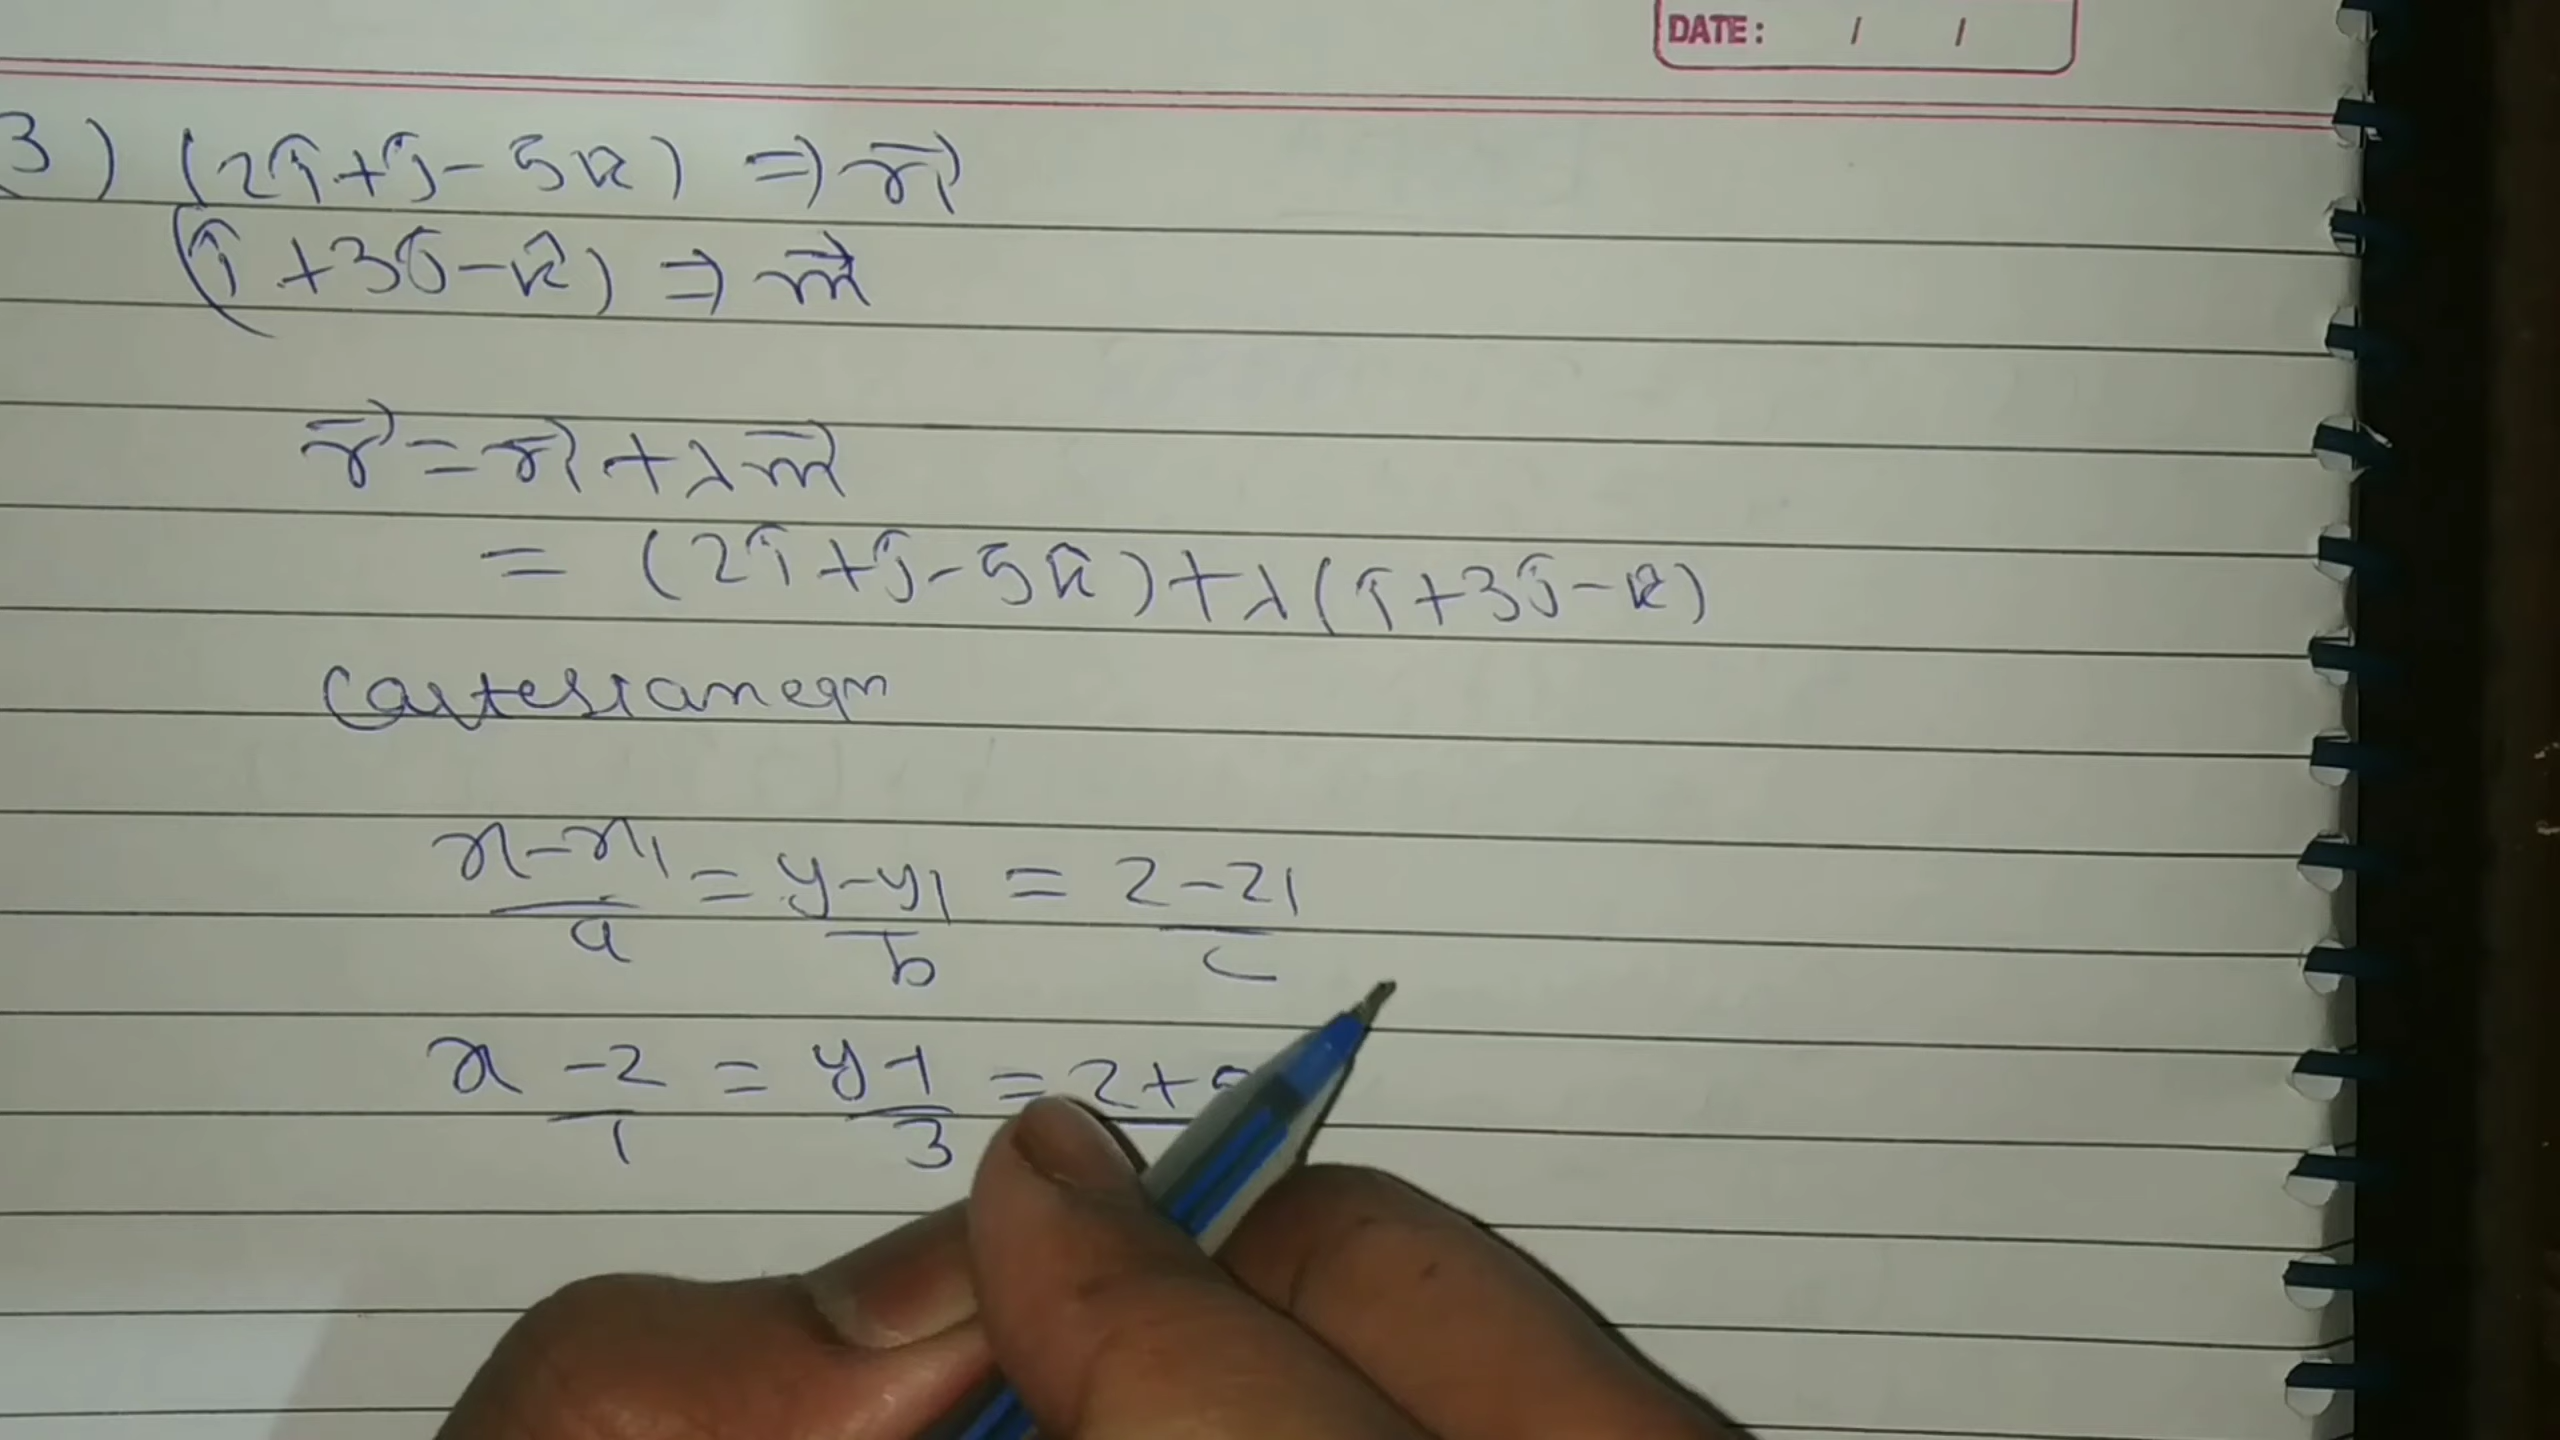 DATE: / /
3) (2î+ĵ-5k̂) ⇒ r⃗1
(î+3ĵ-k̂) ⇒ m⃗
r⃗ = r⃗1 + λm⃗
= (2î+ĵ-5k̂)+λ(î+3ĵ-k̂)
Cartesian eqn
x-x1/a = y-y1/b = z-z1/c
x-2/1 = y-1/3 = z+